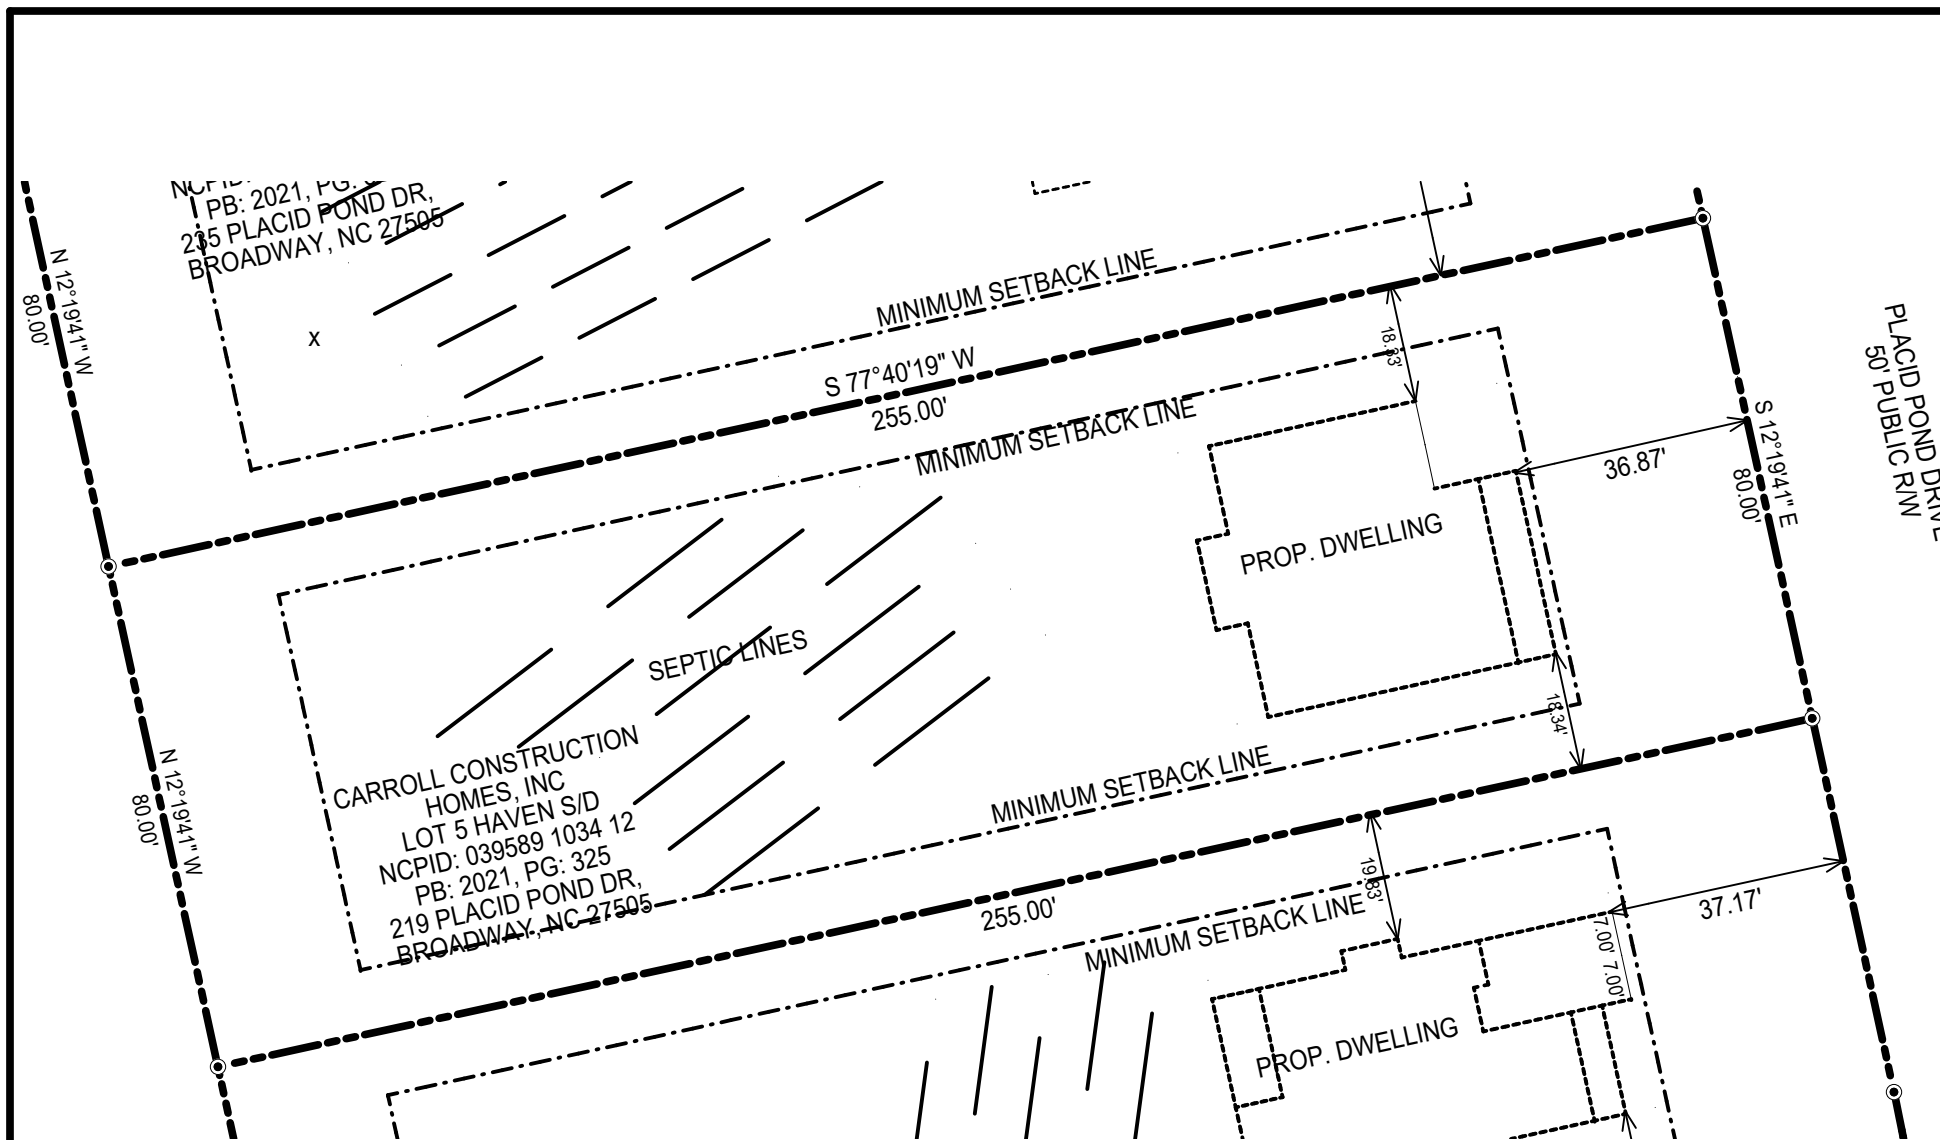 PB: 2021, PG:
235 PLACID POND DR,
BROADWAY, NC 27505
N 12°19'41" W
80.00'
x
MINIMUM SETBACK LINE
S 77°40'19" W
255.00'
MINIMUM SETBACK LINE
18.33'
36.87'
S 12°19'41" E
80.00'
PLACID POND DRIVE
50' PUBLIC R/W
PROP. DWELLING
SEPTIC LINES
18.34'
CARROLL CONSTRUCTION
HOMES, INC
LOT 5 HAVEN S/D
NCPID: 039589 1034 12
PB: 2021, PG: 325
219 PLACID POND DR,
BROADWAY, NC 27505
N 12°19'41" W
80.00'
MINIMUM SETBACK LINE
255.00'
19.83'
MINIMUM SETBACK LINE
37.17'
7.00' 7.00'
PROP. DWELLING